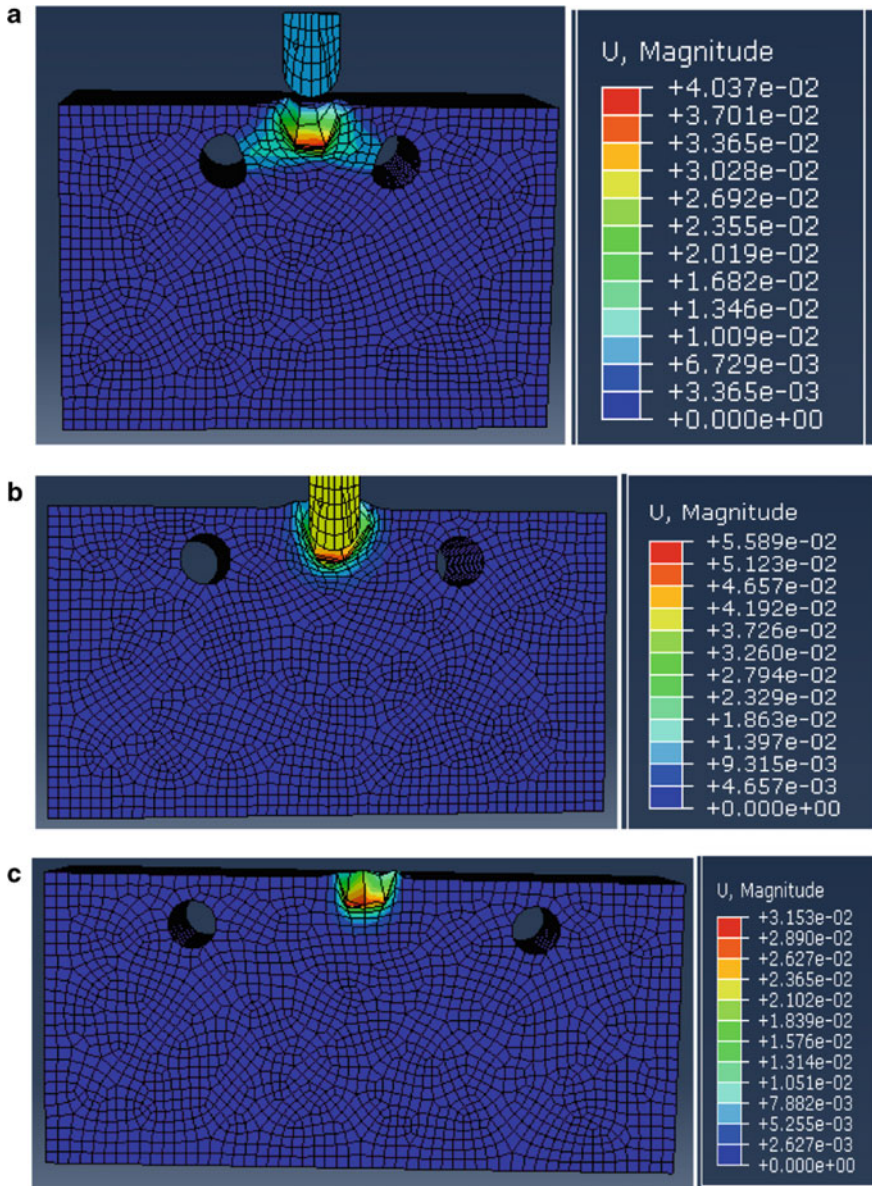 a
U, Magnitude
+4.037e-02
+3.701e-02
+3.365e-02
+3.028e-02
+2.692e-02
+2.355e-02
+2.019e-02
+1.682e-02
+1.346e-02
+1.009e-02
+6.729e-03
+3.365e-03
+0.000e+00
b
U, Magnitude
+5.589e-02
+5.123e-02
+4.657e-02
+4.192e-02
+3.726e-02
+3.260e-02
+2.794e-02
+2.329e-02
+1.863e-02
+1.397e-02
+9.315e-03
+4.657e-03
+0.000e+00
c
U, Magnitude
+3.153e-02
+2.890e-02
+2.627e-02
+2.365e-02
+2.102e-02
+1.839e-02
+1.576e-02
+1.314e-02
+1.051e-02
+7.882e-03
+5.255e-03
+2.627e-03
+0.000e+00